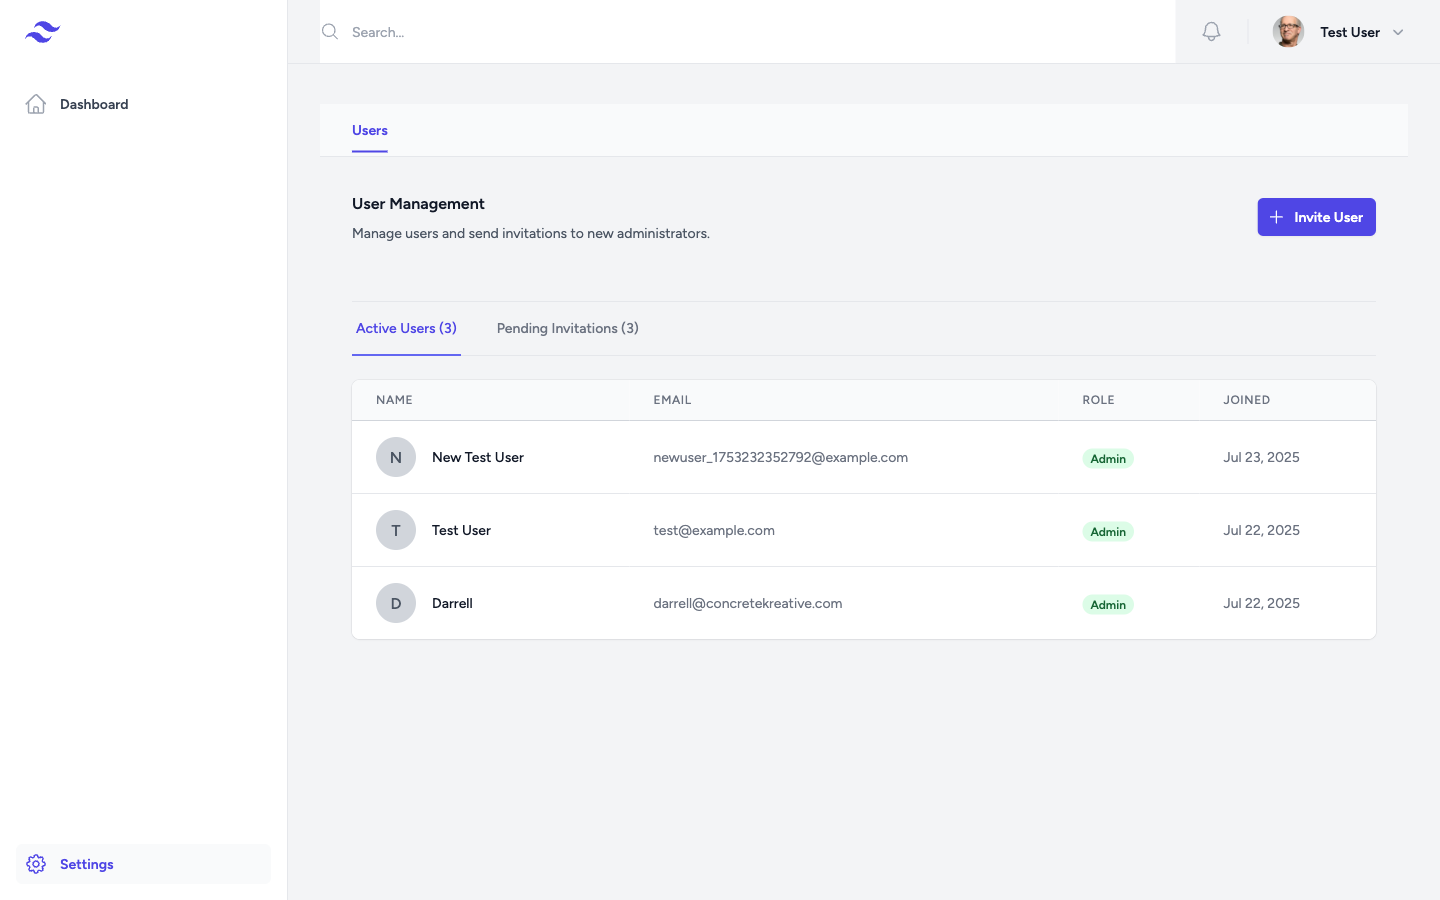 Search...
Test User
Dashboard
Users
User Management
Manage users and send invitations to new administrators.
Invite User
Active Users (3)
Pending Invitations (3)
NAME EMAIL ROLE JOINED
N New Test User newuser_1753232352792@example.com Admin Jul 23, 2025
T Test User test@example.com Admin Jul 22, 2025
D Darrell darrell@concretekreative.com Admin Jul 22, 2025
Settings